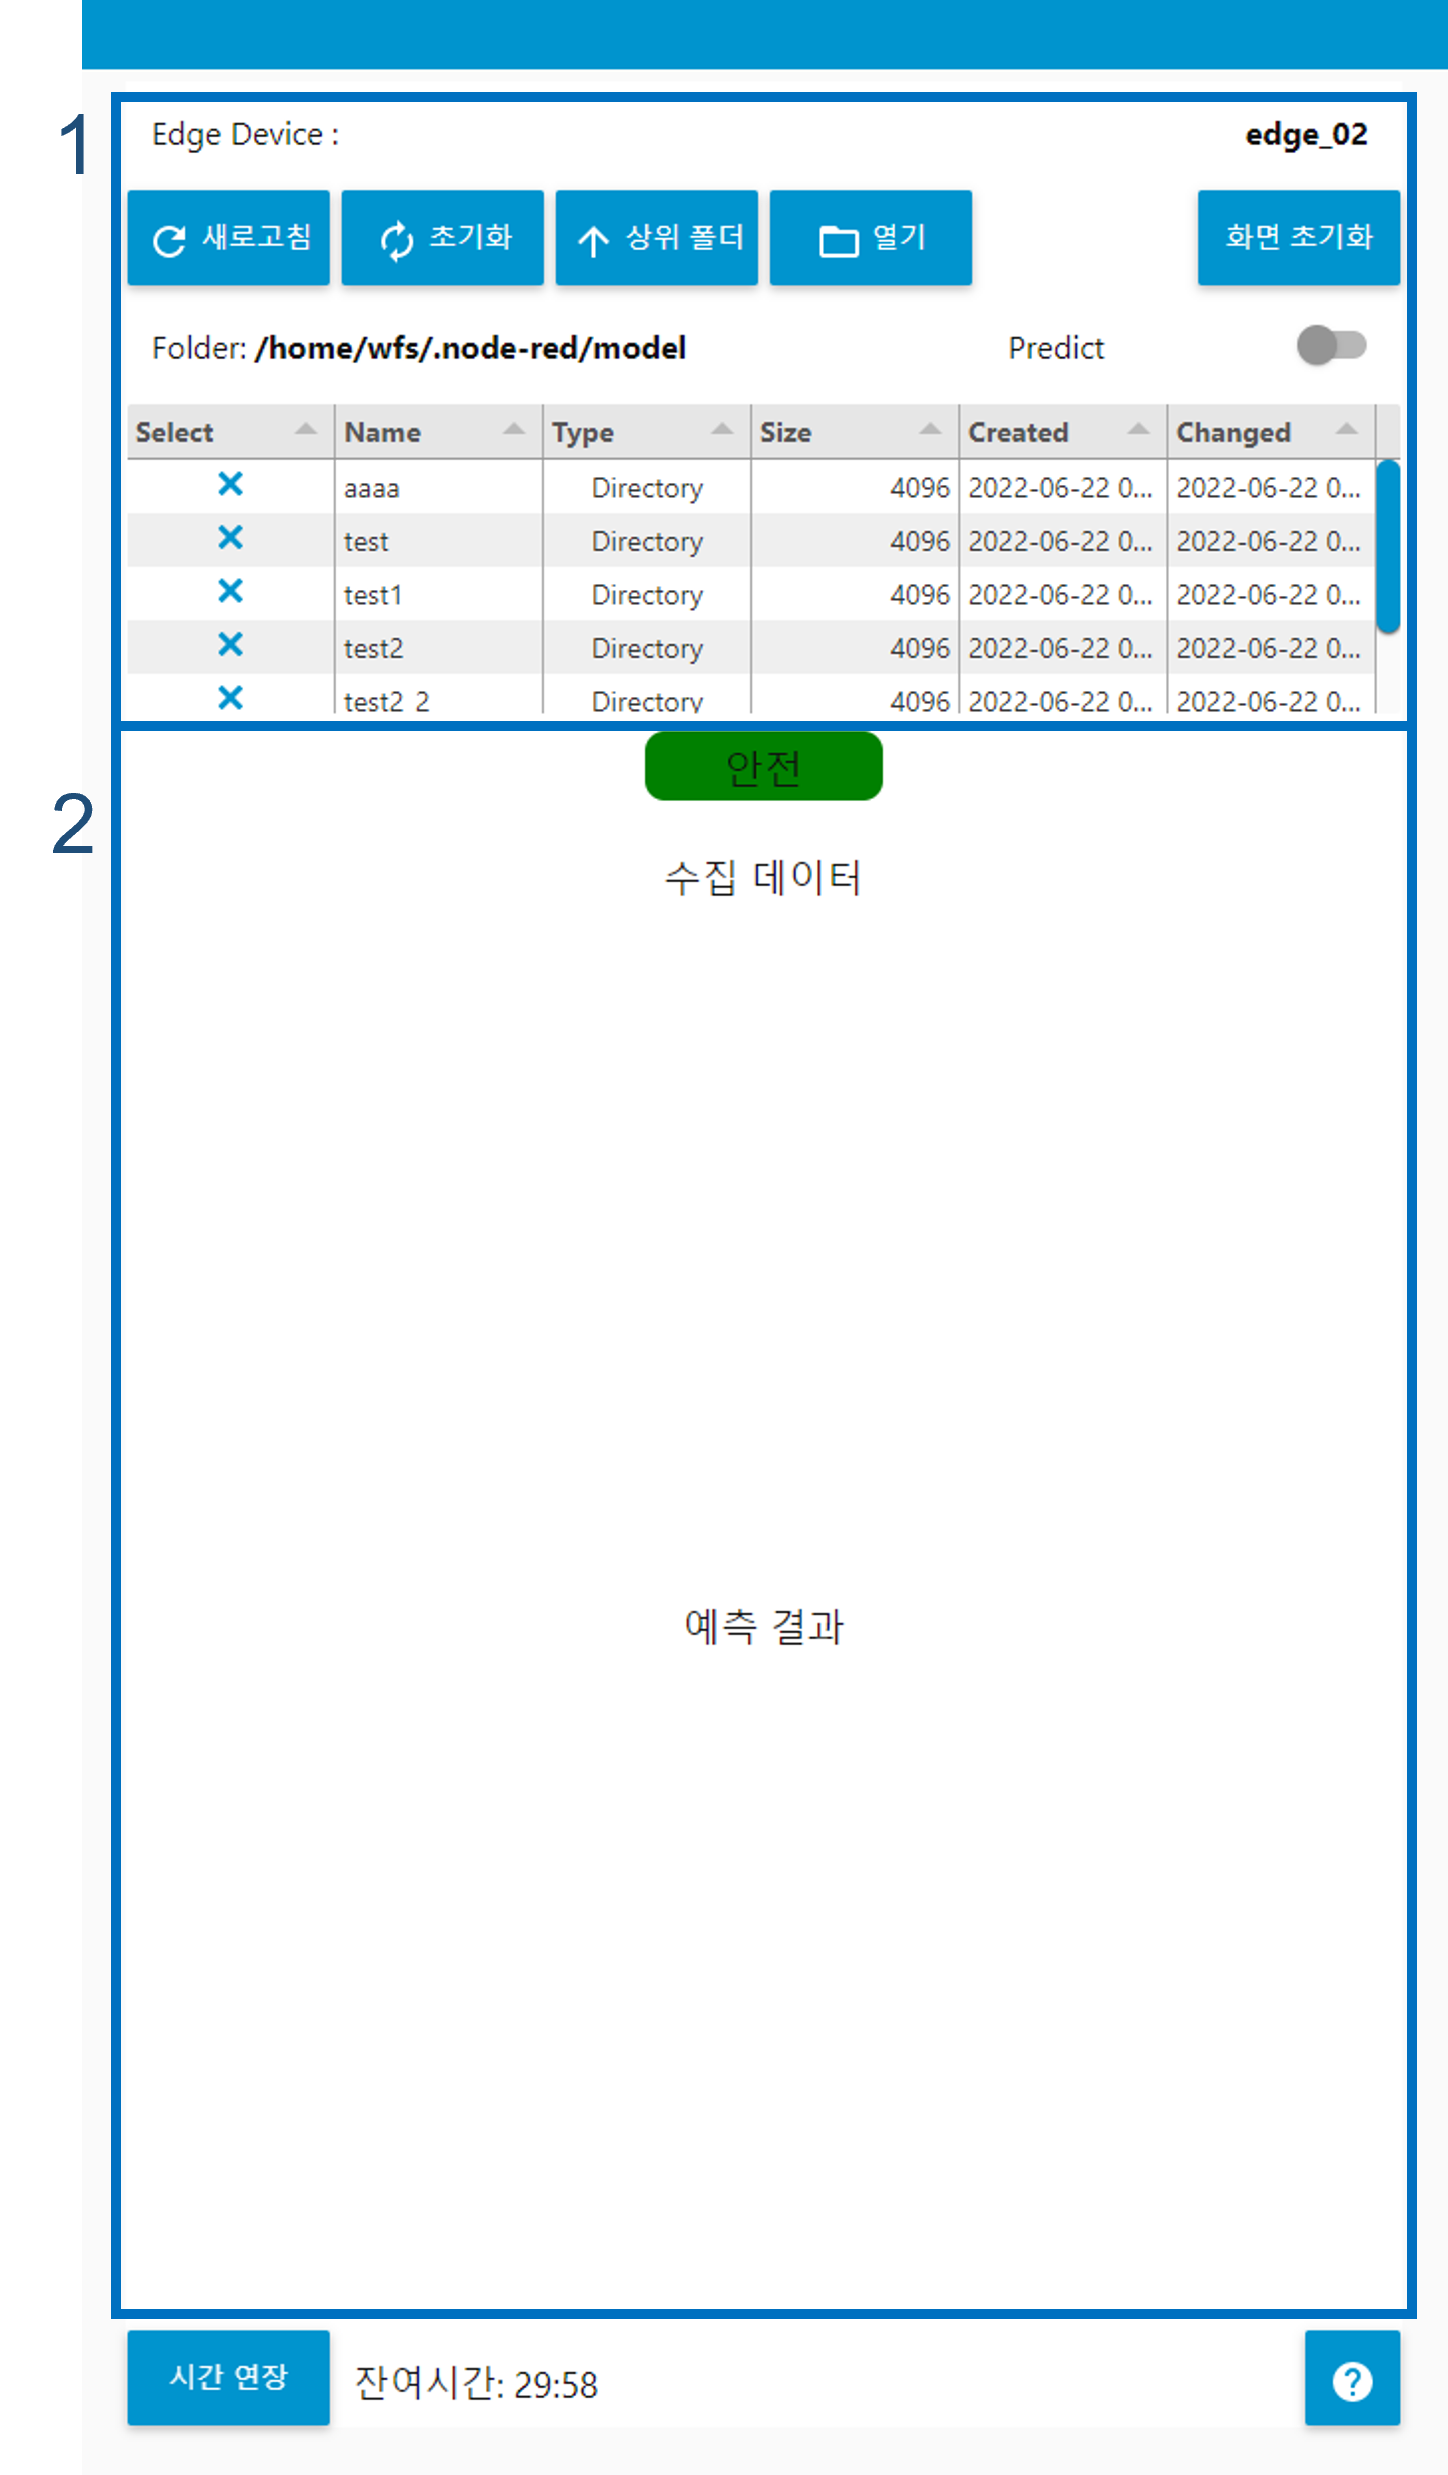 1
Edge Device : edge_02
새로고침 초기화 상위 폴더 열기 화면 초기화
Folder: /home/wfs/.node-red/model Predict
Select Name Type Size Created Changed
aaaa Directory 4096 2022-06-22 0... 2022-06-22 0...
test Directory 4096 2022-06-22 0... 2022-06-22 0...
test1 Directory 4096 2022-06-22 0... 2022-06-22 0...
test2 Directory 4096 2022-06-22 0... 2022-06-22 0...
test2_2 Directory 4096 2022-06-22 0... 2022-06-22 0...
2
안전
수집 데이터
예측 결과
시간 연장 잔여시간: 29:58 ?